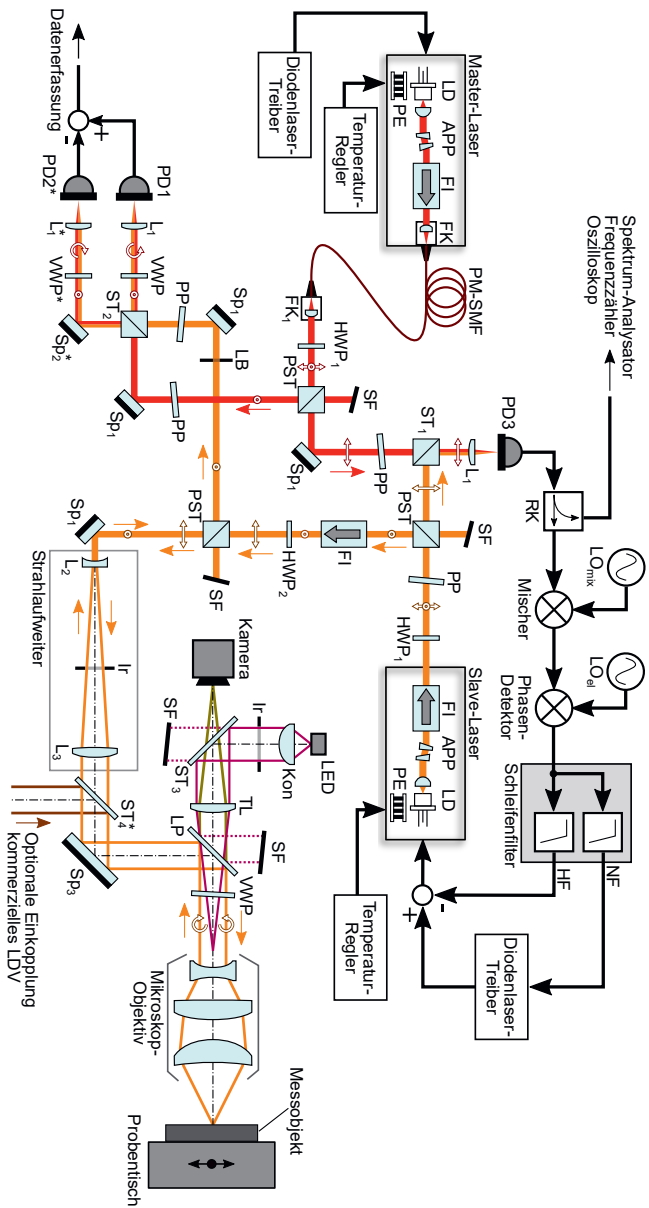 Spektrum-Analysator
Frequenzzähler
Oszilloskop
RK
LO_mix
Mischer
LO_el
Phasen-
Detektor
Schleifenfilter
HF
NF
Diodenlaser-
Treiber
PD3
L₁
ST₁
PP
Sp₁
PST
SF
PP
HWP₁
Slave-Laser
FI
APP
LD
PE
-
+
Temperatur-
Regler
Master-Laser
LD
PE
APP
FI
FK
Diodenlaser-
Treiber
Temperatur-
Regler
PM-SMF
FK₁
HWP₁
PST
SF
PP
Sp₁
LB
Sp₁
PP
ST₂
Sp₂*
VWP
VWP*
L₁
L₁*
PD1
PD2*
+
-
Datenerfassung
FI
HWP₂
PST
SF
Sp₁
L₂
Ir
L₃
Strahlaufweiter
ST₄*
Sp₃
Optionale Einkopplung
kommerzielles LDV
Kamera
SF
ST₃
Ir
Kon
LED
TL
LP
SF
VWP
Mikroskop-
Objektiv
Messobjekt
Probentisch